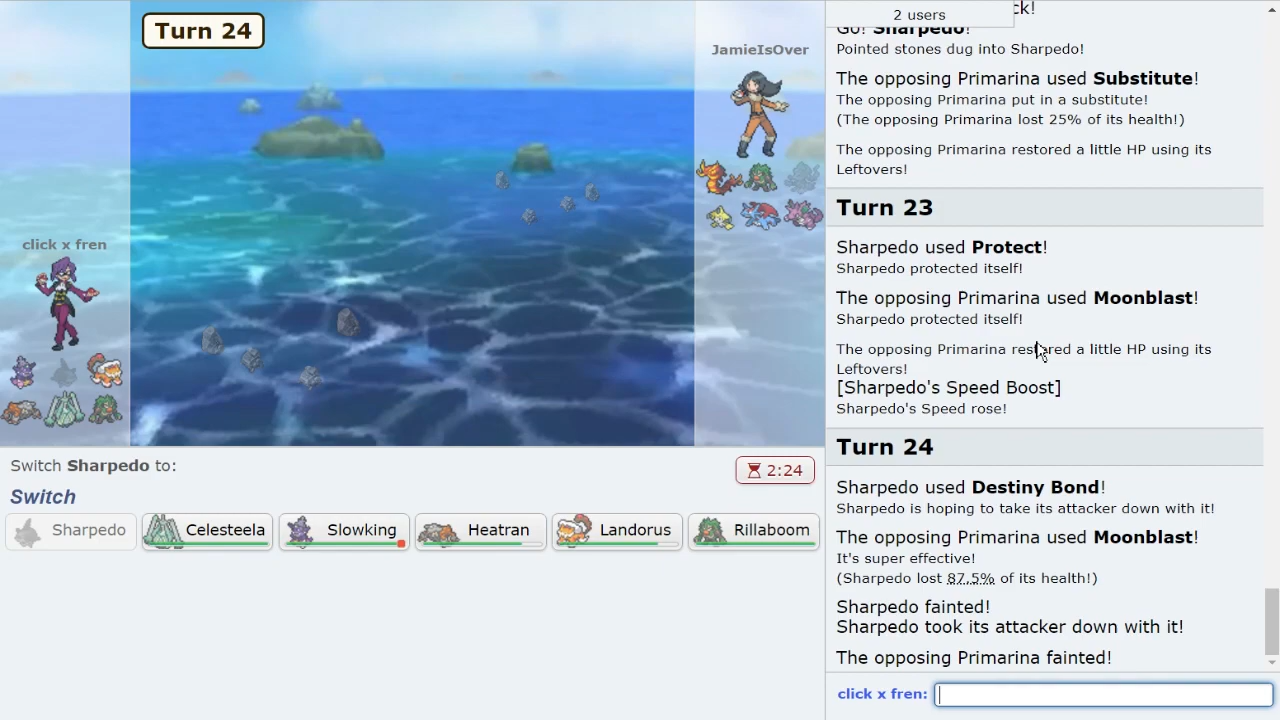 Turn 24
JamieIsOver
click x fren
Switch Sharpedo to:
2:24
Switch
Sharpedo
Celesteela
Slowking
Heatran
Landorus
Rillaboom
2 users
ck!
Go! Sharpedo!
Pointed stones dug into Sharpedo!
The opposing Primarina used Substitute!
The opposing Primarina put in a substitute!
(The opposing Primarina lost 25% of its health!)
The opposing Primarina restored a little HP using its
Leftovers!
Turn 23
Sharpedo used Protect!
Sharpedo protected itself!
The opposing Primarina used Moonblast!
Sharpedo protected itself!
The opposing Primarina restored a little HP using its
Leftovers!
[Sharpedo's Speed Boost]
Sharpedo's Speed rose!
Turn 24
Sharpedo used Destiny Bond!
Sharpedo is hoping to take its attacker down with it!
The opposing Primarina used Moonblast!
It's super effective!
(Sharpedo lost 87.5% of its health!)
Sharpedo fainted!
Sharpedo took its attacker down with it!
The opposing Primarina fainted!
click x fren: